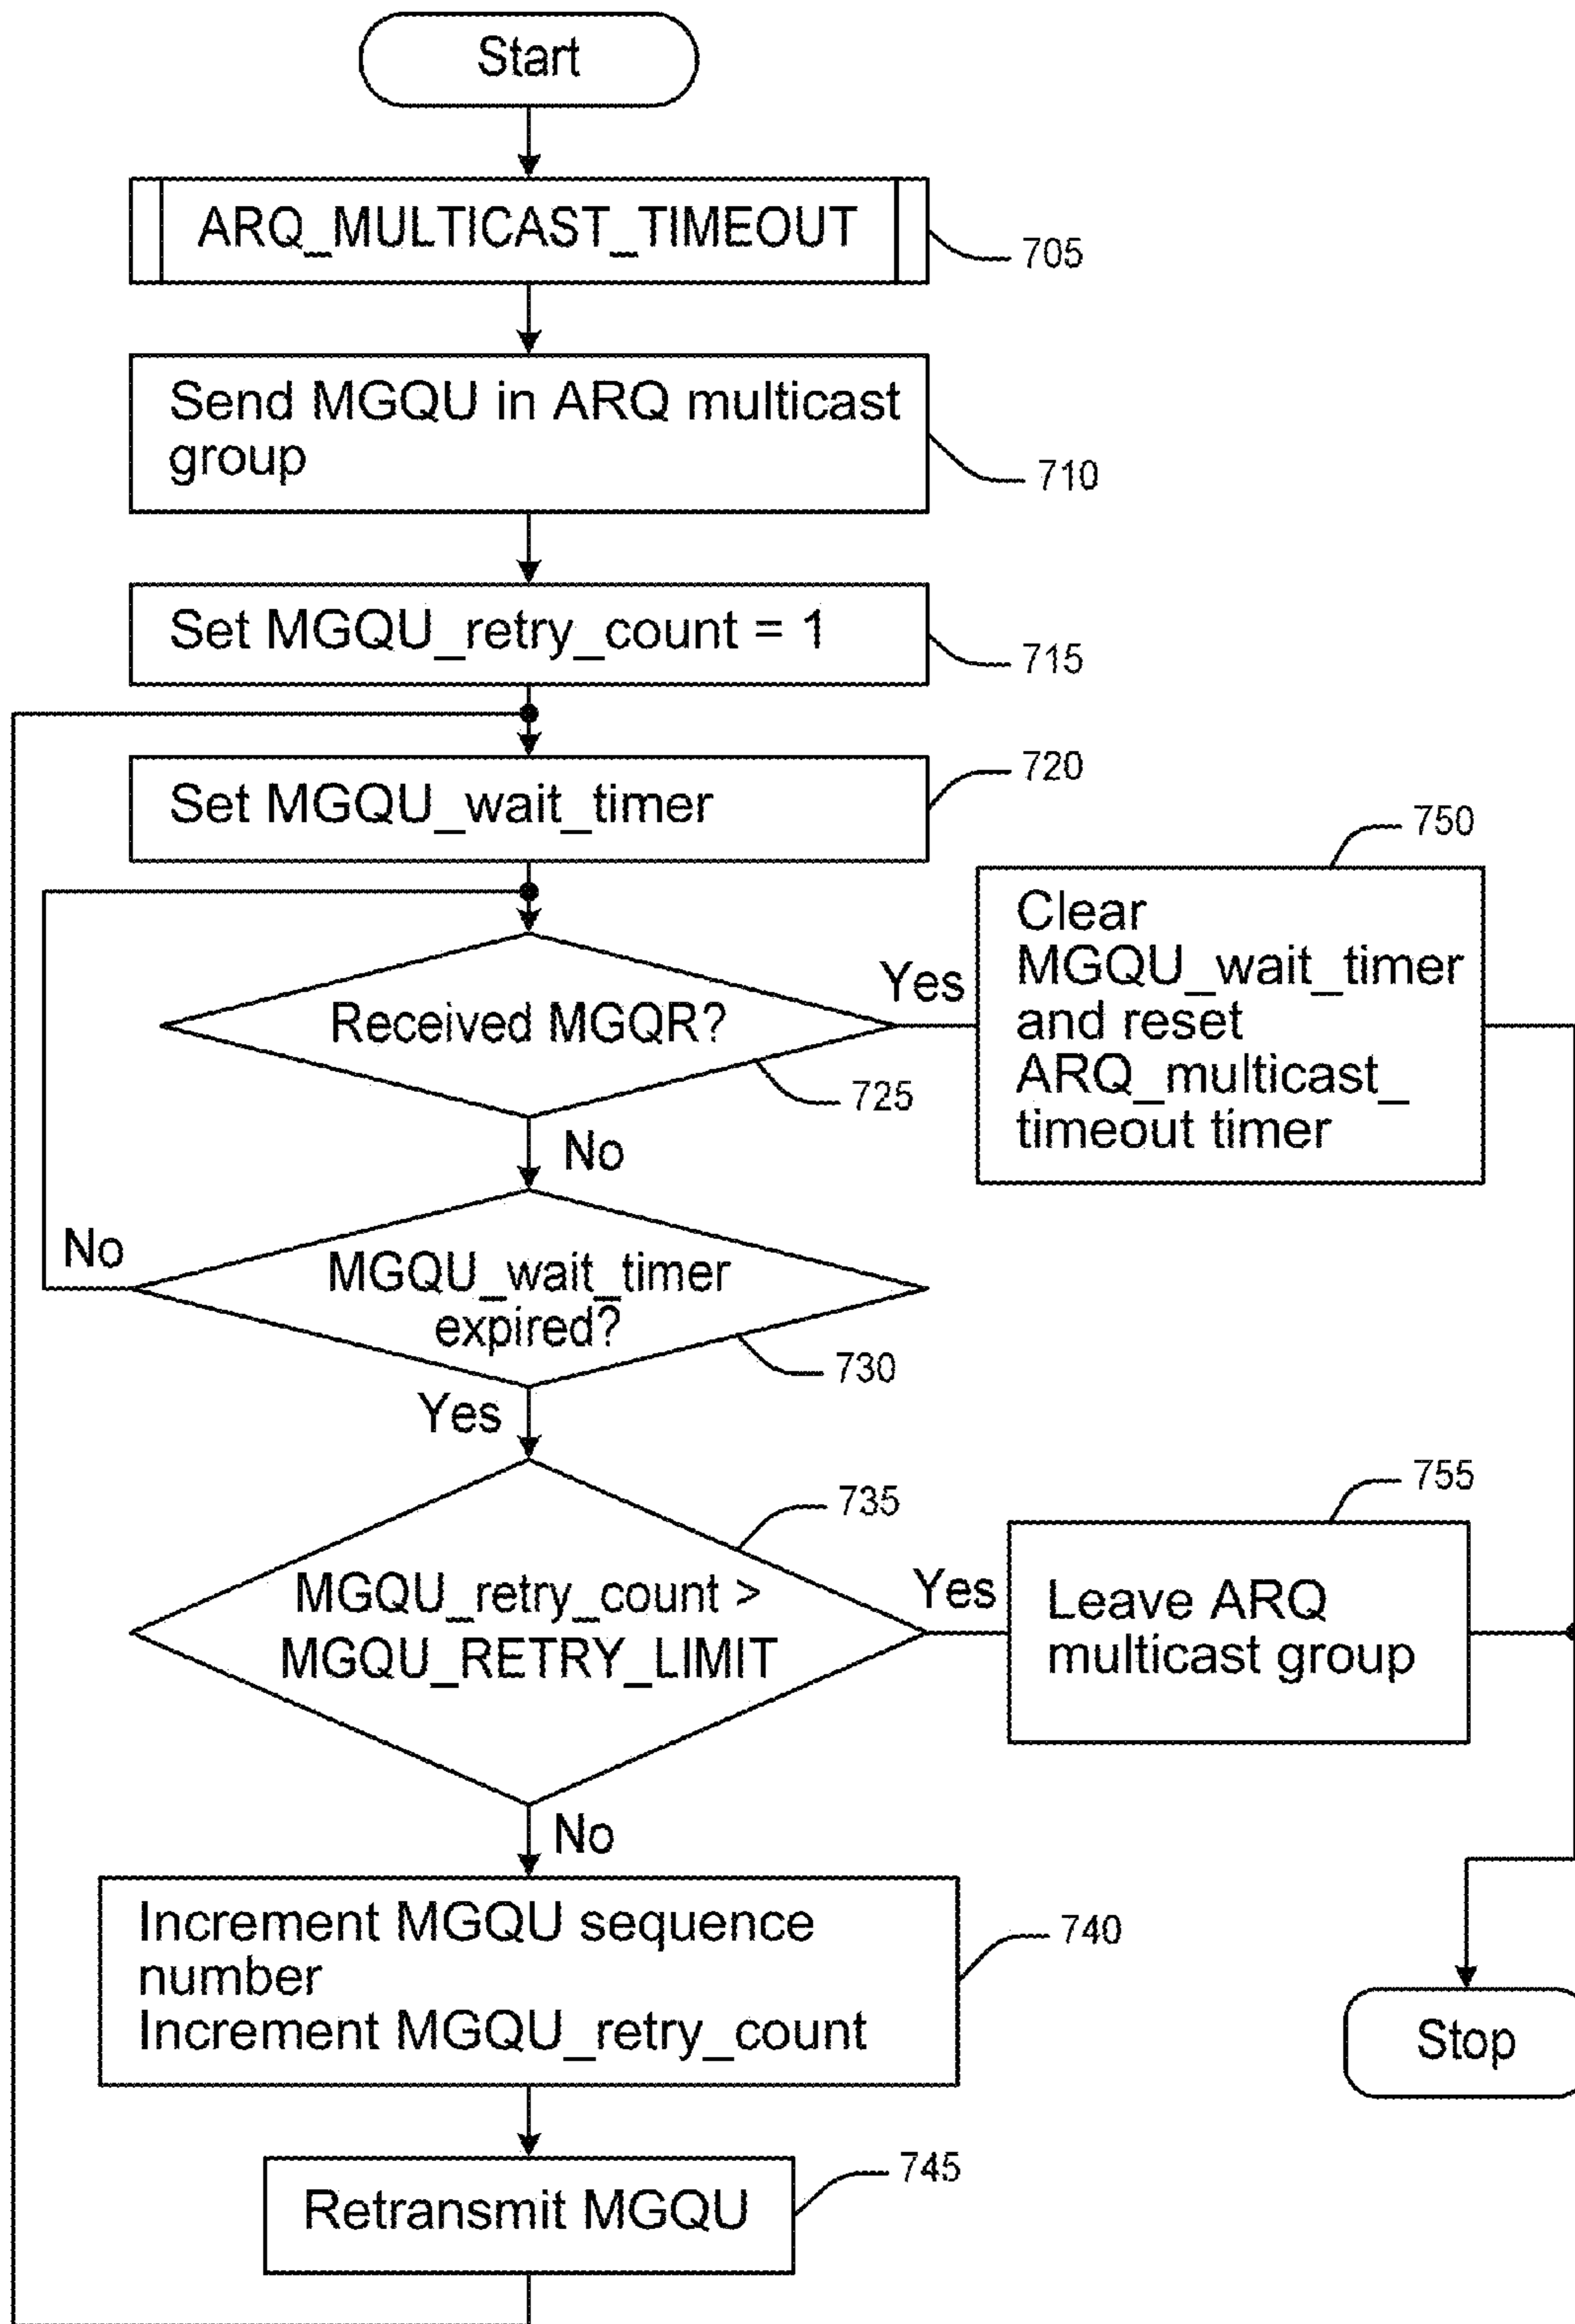 Start
ARQ_MULTICAST_TIMEOUT
705
Send MGQU in ARQ multicast
group
710
Set MGQU_retry_count = 1
715
Set MGQU_wait_timer
720
750
Clear
MGQU_wait_timer
and reset
ARQ_multicast_
timeout timer
Received MGQR?
Yes
725
No
MGQU_wait_timer
expired?
No
730
Yes
735
MGQU_retry_count >
MGQU_RETRY_LIMIT
Yes
755
Leave ARQ
multicast group
No
Increment MGQU sequence
number
Increment MGQU_retry_count
740
Stop
Retransmit MGQU
745